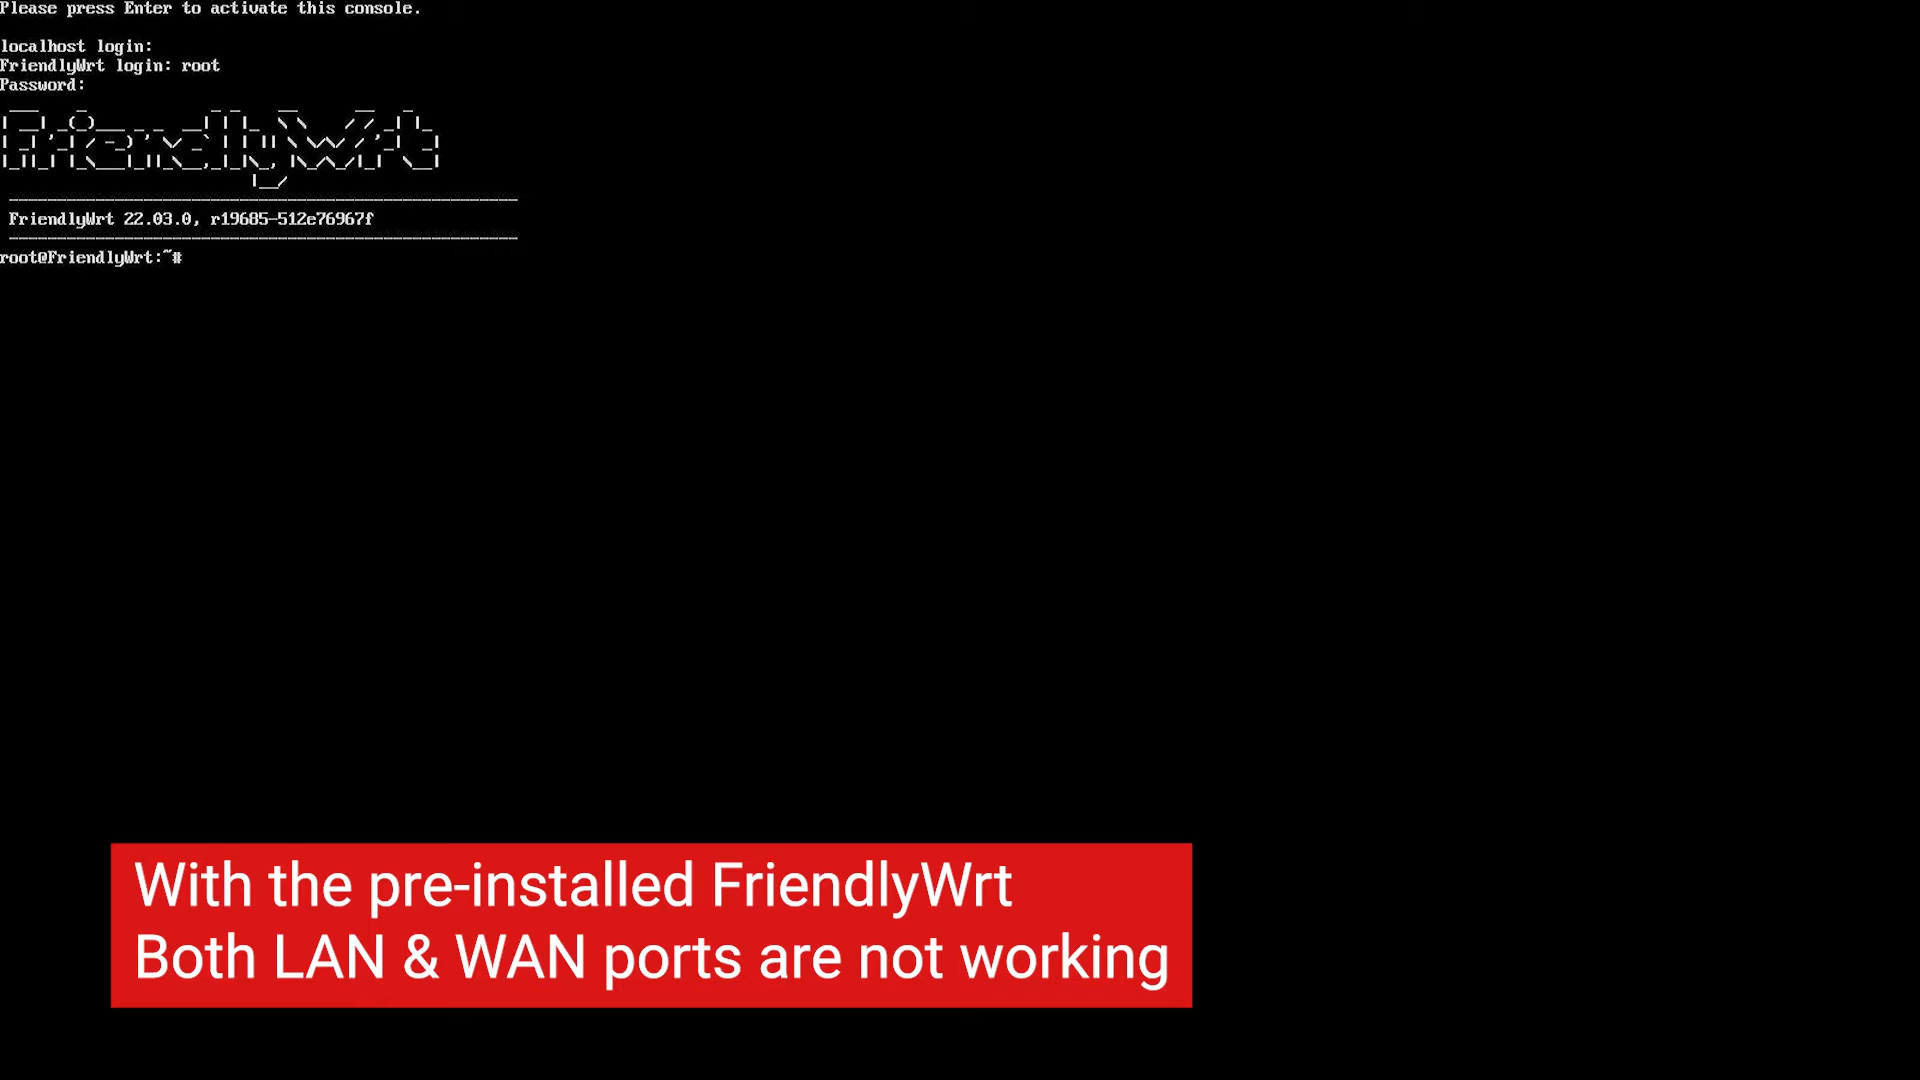 Please press Enter to activate this console.
localhost login:
FriendlyWrt login: root
Password:
FriendlyWrt
FriendlyWrt 22.03.0, r19685-512e76967f
root@FriendlyWrt:~#
With the pre-installed FriendlyWrt
Both LAN & WAN ports are not working